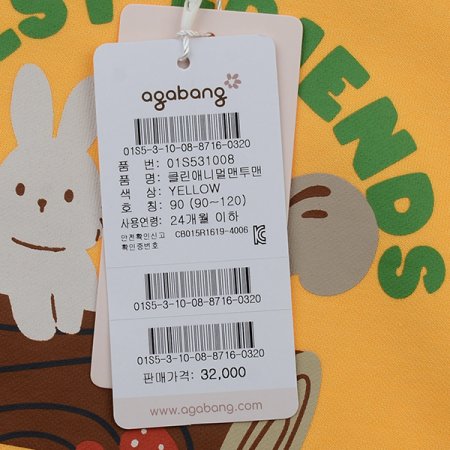 EST FRIENDS
agabang
01S5-3-10-08-8716-0320
품 번: 01S531008
품 명: 클린애니멀맨투맨
색 상: YELLOW
호 칭: 90 (90~120)
사용연령: 24개월 이하
안전확인신고
확인증번호 CB015R1619-4006
01S5-3-10-08-8716-0320
01S5-3-10-08-8716-0320
판매가격: 32,000
www.agabang.com